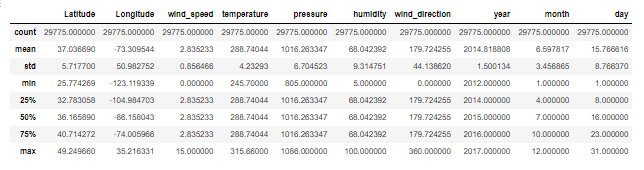 Latitude Longitude wind_speed temperature pressure humidity wind_direction year month day
count 29775.000000 29775.000000 29775.000000 29775.00000 29775.000000 29775.000000 29775.000000 29775.000000 29775.000000 29775.000000
mean 37.036690 -73.309544 2.835233 288.74044 1016.263347 68.042392 179.724255 2014.818808 6.597817 15.766616
std 5.717700 50.982752 0.856466 4.23293 6.704523 9.314751 44.138620 1.500134 3.456865 8.766370
min 25.774269 -123.119339 0.000000 245.70000 805.000000 5.000000 0.000000 2012.000000 1.000000 1.000000
25% 32.783058 -104.984703 2.835233 288.74044 1016.263347 68.042392 179.724255 2014.000000 4.000000 8.000000
50% 36.165890 -86.158043 2.835233 288.74044 1016.263347 68.042392 179.724255 2015.000000 7.000000 16.000000
75% 40.714272 -74.005966 2.835233 288.74044 1016.263347 68.042392 179.724255 2016.000000 10.000000 23.000000
max 49.249660 35.216331 15.000000 315.66000 1086.000000 100.000000 360.000000 2017.000000 12.000000 31.000000